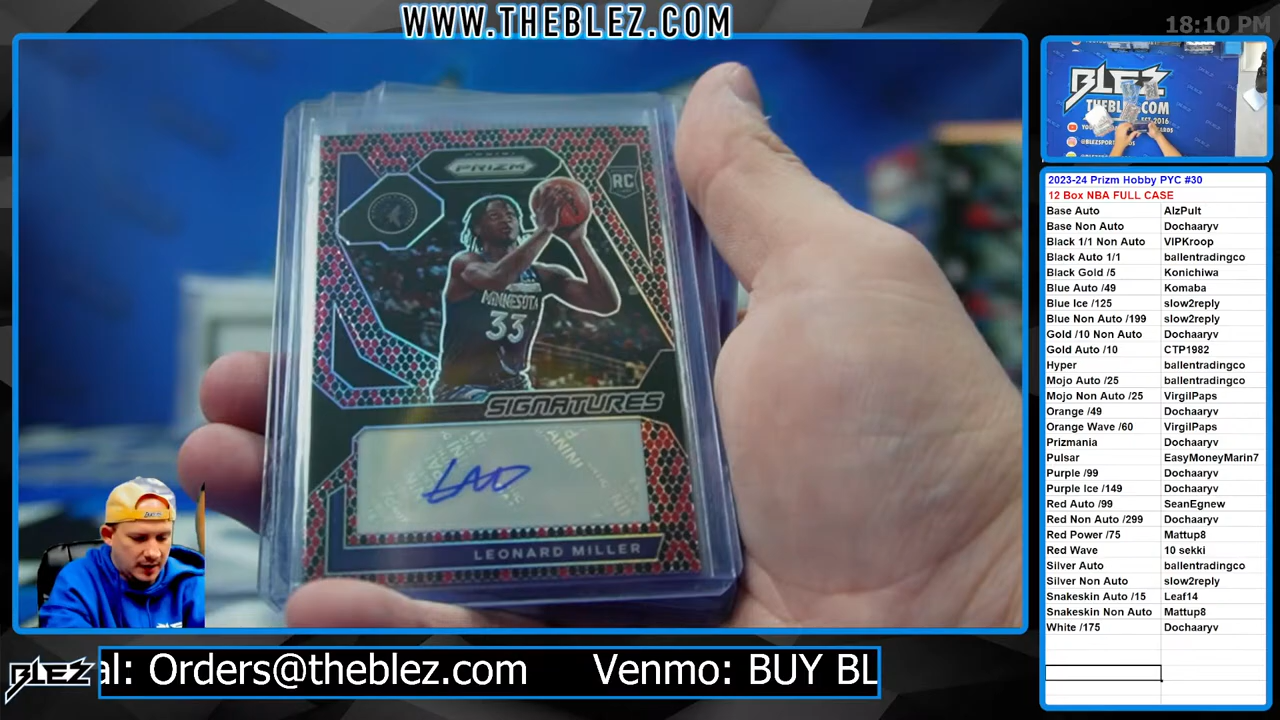 WWW.THEBLEZ.COM
18:10 PM
PANINI
PRIZM
RC
MINNESOTA
33
SIGNATURES
LEONARD MILLER
BLEZ
THEBLEZ.COM
2023-24 Prizm Hobby PYC #30
12 Box NBA FULL CASE
Base Auto AlzPult
Base Non Auto Dochaaryv
Black 1/1 Non Auto VIPKroop
Black Auto 1/1 ballentradingco
Black Gold /5 Konichiwa
Blue Auto /49 Komaba
Blue Ice /125 slow2reply
Blue Non Auto /199 slow2reply
Gold /10 Non Auto Dochaaryv
Gold Auto /10 CTP1982
Hyper ballentradingco
Mojo Auto /25 ballentradingco
Mojo Non Auto /25 VirgilPaps
Orange /49 Dochaaryv
Orange Wave /60 VirgilPaps
Prizmania Dochaaryv
Pulsar EasyMoneyMarin7
Purple /99 Dochaaryv
Purple Ice /149 Dochaaryv
Red Auto /99 SeanEgnew
Red Non Auto /299 Dochaaryv
Red Power /75 Mattup8
Red Wave 10 sekki
Silver Auto ballentradingco
Silver Non Auto slow2reply
Snakeskin Auto /15 Leaf14
Snakeskin Non Auto Mattup8
White /175 Dochaaryv
BLEZ
al: Orders@theblez.com Venmo: BUY BL